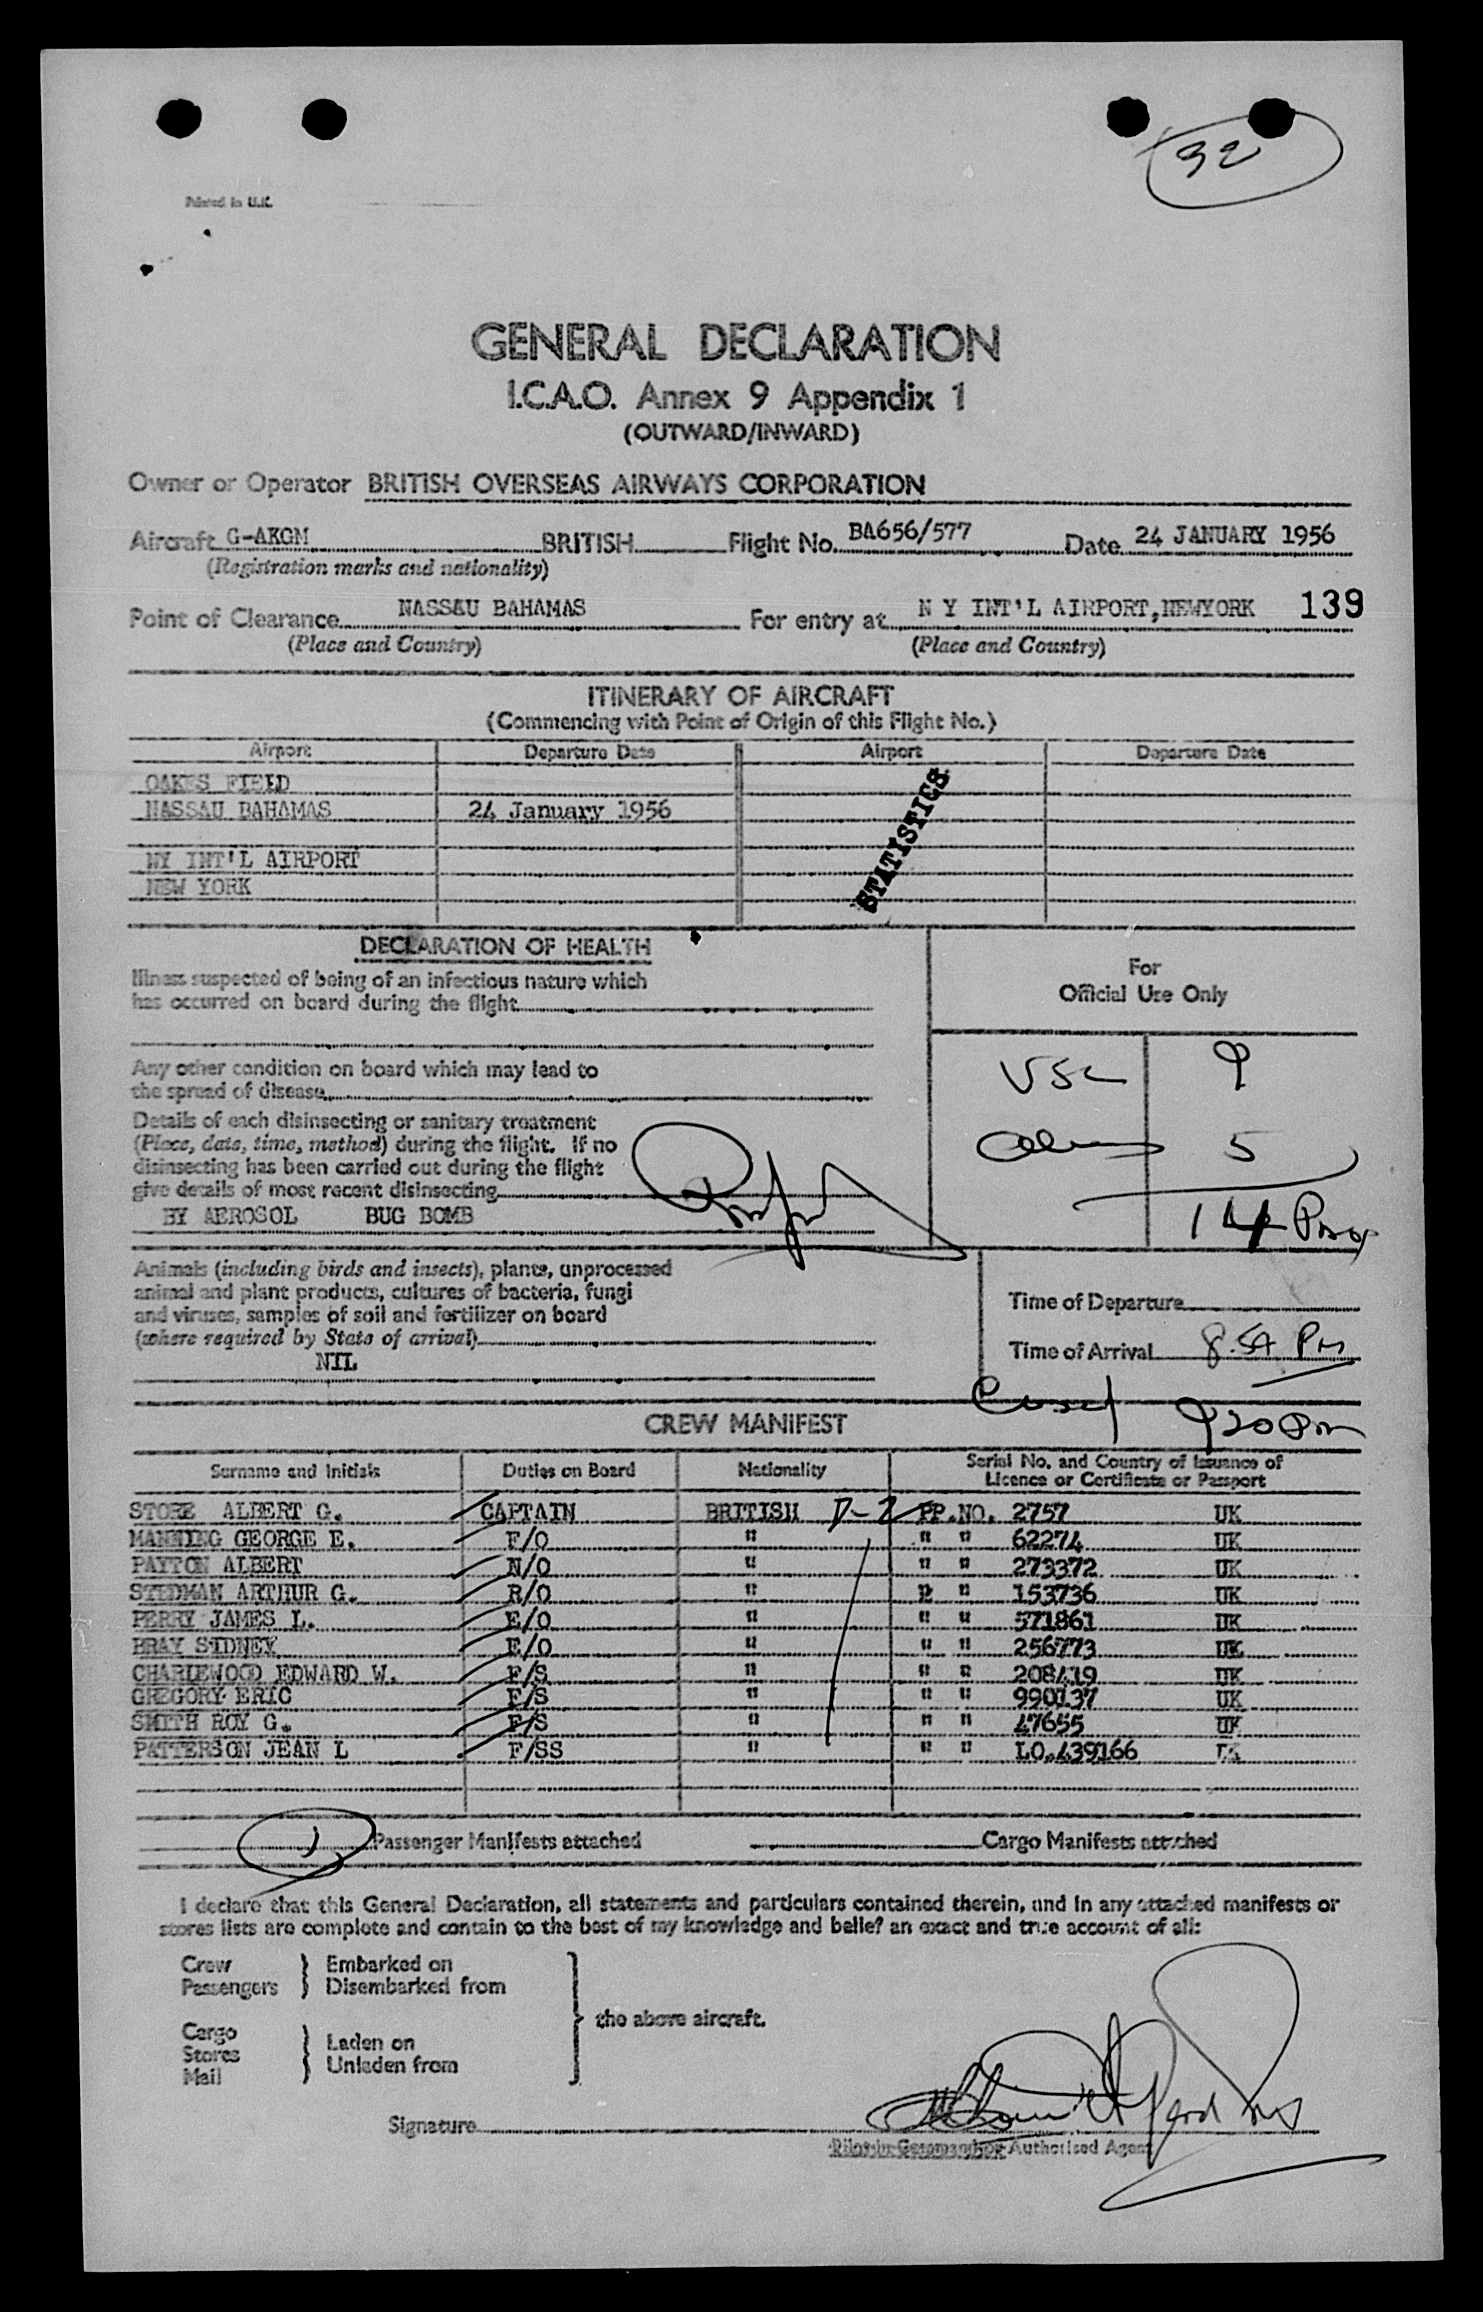 32
Printed in U.K.
GENERAL DECLARATION
I.C.A.O. Annex 9 Appendix 1
(OUTWARD/INWARD)
Owner or Operator BRITISH OVERSEAS AIRWAYS CORPORATION
Aircraft G-AKGM BRITISH Flight No. BA656/577 Date 24 JANUARY 1956
(Registration marks and nationality)
Point of Clearance NASSAU BAHAMAS For entry at N Y INT'L AIRPORT, NEWYORK 139
(Place and Country) (Place and Country)
ITINERARY OF AIRCRAFT
(Commencing with Point of Origin of this Flight No.)
Airport Departure Date Airport Departure Date
OAKES FIELD
NASSAU BAHAMAS 24 January 1956
NY INT'L AIRPORT
NEW YORK
STATISTICS
DECLARATION OF HEALTH
Illness suspected of being of an infectious nature which
has occurred on board during the flight
Any other condition on board which may lead to
the spread of disease
Details of each disinsecting or sanitary treatment
(Place, date, time, method) during the flight. If no
disinsecting has been carried out during the flight
give details of most recent disinsecting
BY AEROSOL BUG BOMB
For
Official Use Only
USC 9
5
14
Animals (including birds and insects), plants, unprocessed
animal and plant products, cultures of bacteria, fungi
and viruses, samples of soil and fertilizer on board
(where required by State of arrival)
NIL
Time of Departure
Time of Arrival 8.54 PM
920 Pm
CREW MANIFEST
Surname and Initials Duties on Board Nationality Serial No. and Country of Issuance of
Licence or Certificate or Passport
STORE ALBERT G. CAPTAIN BRITISH D-2 PP.NO. 2757 UK
MANNING GEORGE E. F/O " " " 62274 UK
PAYTON ALBERT N/O " " " 273372 UK
STEDMAN ARTHUR G. R/O " " " 153736 UK
PERRY JAMES L. E/O " " " 571861 UK
BRAY SIDNEY E/O " " " 256773 UK
CHARLEWOOD EDWARD W. F/S " " " 208419 UK
GREGORY ERIC F/S " " " 990137 UK
SMITH ROY G. F/S " " " 47655 UK
PATTERSON JEAN L F/SS " " " LO.439166 UK
1 Passenger Manifests attached Cargo Manifests attached
I declare that this General Declaration, all statements and particulars contained therein, and in any attached manifests or
stores lists are complete and contain to the best of my knowledge and belief an exact and true account of all:
Crew Embarked on
Passengers Disembarked from
the above aircraft.
Cargo
Stores Laden on
Mail Unladen from
Signature
Pilot in Command or Authorised Agent